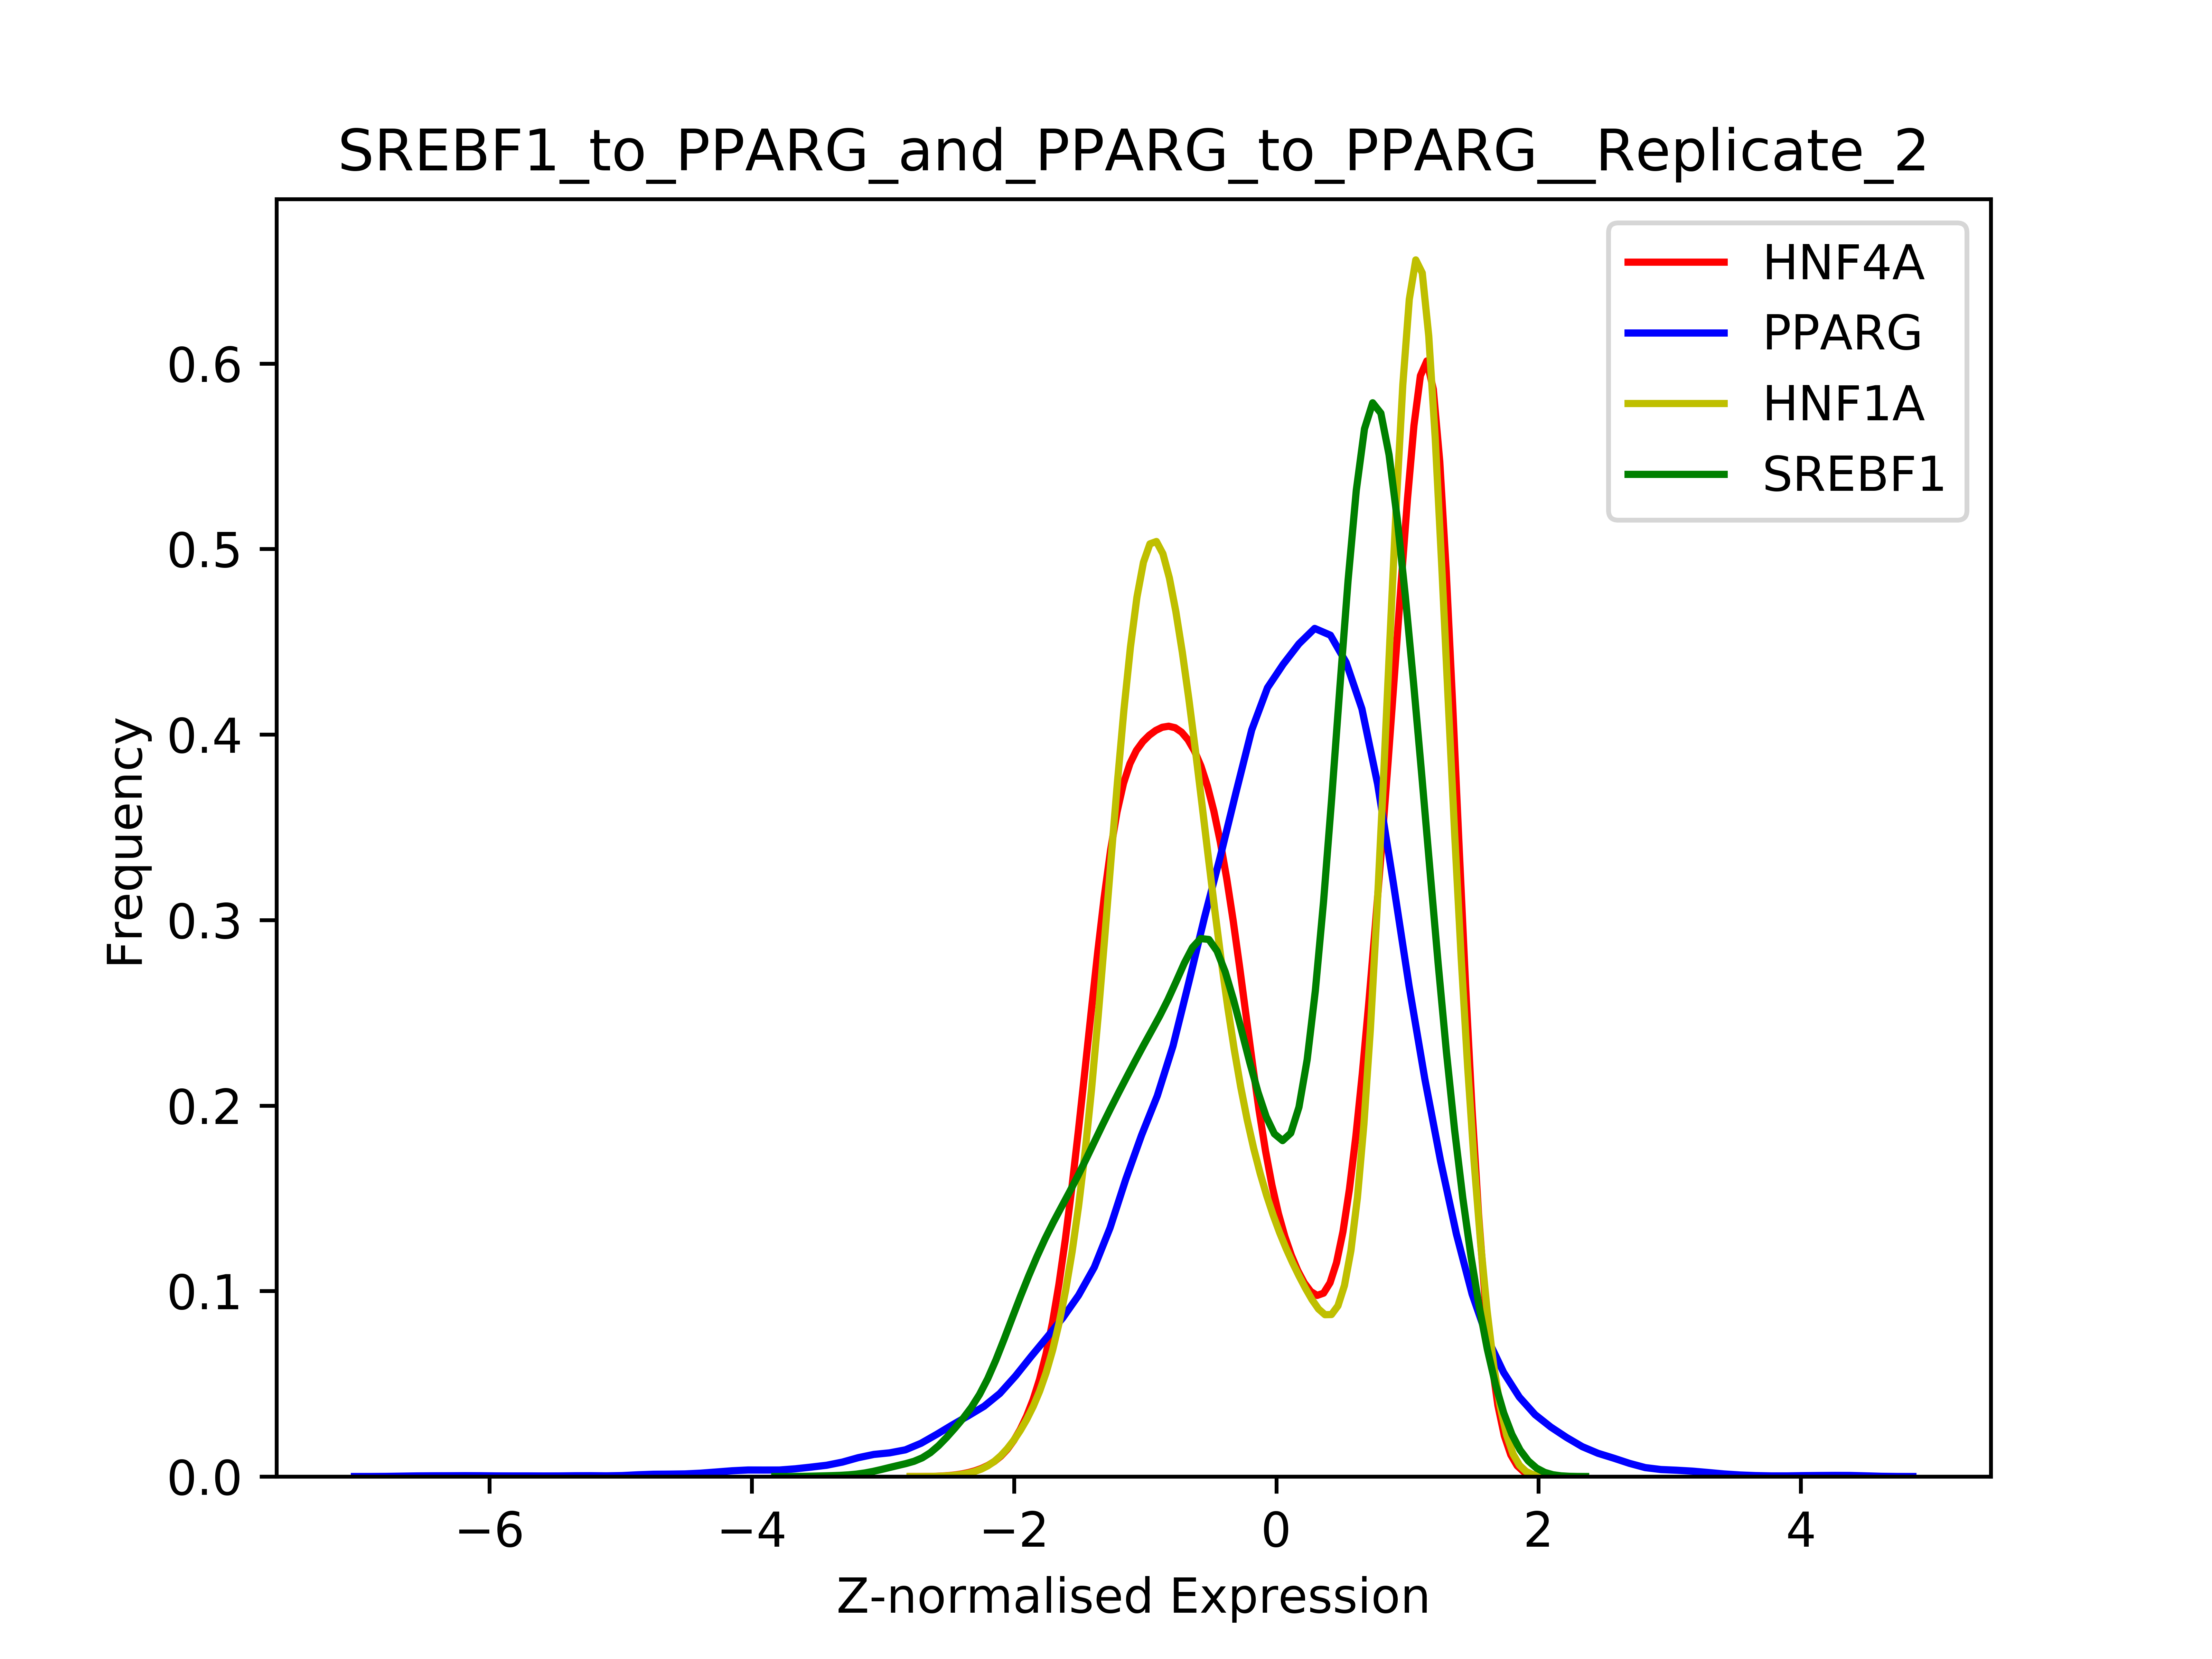 SREBF1_to_PPARG_and_PPARG_to_PPARG__Replicate_2
HNF4A
PPARG
HNF1A
SREBF1
Frequency
0.6
0.5
0.4
0.3
0.2
0.1
0.0
−6 −4 −2 0 2 4
Z-normalised Expression